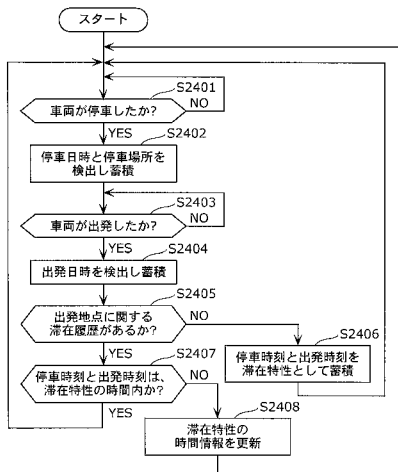 スタート
S2401
車両が停車したか?
NO
YES
S2402
停車日時と停車場所を
検出し蓄積
S2403
車両が出発したか?
NO
YES
S2404
出発日時を検出し蓄積
S2405
出発地点に関する
滞在履歴があるか?
NO
YES
S2406
停車時刻と出発時刻を
滞在特性として蓄積
S2407
停車時刻と出発時刻は、
滞在特性の時間内か?
NO
YES
S2408
滞在特性の
時間情報を更新